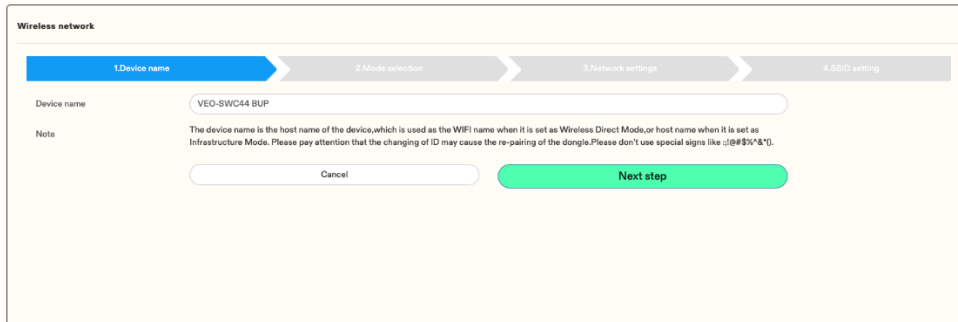 Wireless network
1.Device name
2.Mode selection
3.Network settings
4.SSID setting
Device name
VEO-SWC44 BUP
Note
The device name is the host name of the device,which is used as the WIFI name when it is set as Wireless Direct Mode,or host name when it is set as
Infrastructure Mode. Please pay attention that the changing of ID may cause the re-pairing of the dongle.Please don't use special signs like :;!@#$%^&*().
Cancel
Next step